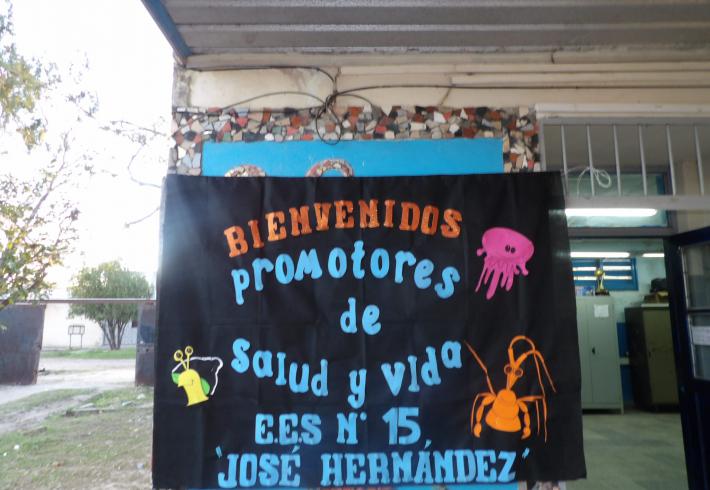 BIENVENIDOS
promotores
de
salud y vida
E.E.S N° 15
"JOSÉ HERNÁNDEZ"